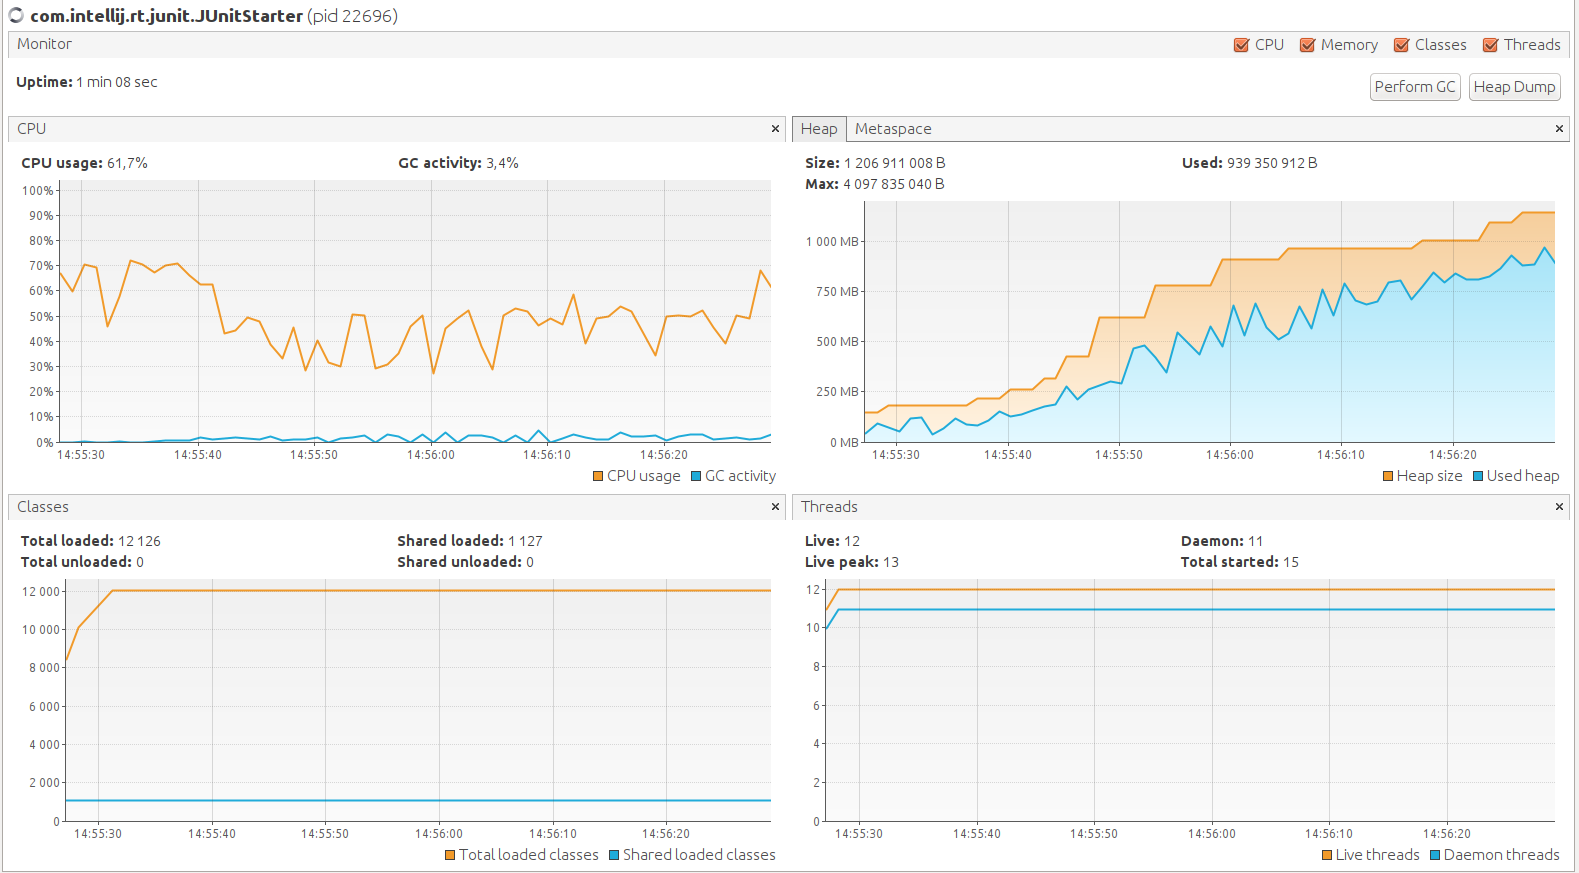 com.intellij.rt.junit.JUnitStarter (pid 22696)
Monitor
CPU Memory Classes Threads
Uptime: 1 min 08 sec
Perform GC Heap Dump
CPU
CPU usage: 61,7% GC activity: 3,4%
100%
90%
80%
70%
60%
50%
40%
30%
20%
10%
0%
14:55:30 14:55:40 14:55:50 14:56:00 14:56:10 14:56:20
CPU usage GC activity
Heap Metaspace
Size: 1 206 911 008 B Used: 939 350 912 B
Max: 4 097 835 040 B
1 000 MB
750 MB
500 MB
250 MB
0 MB
14:55:30 14:55:40 14:55:50 14:56:00 14:56:10 14:56:20
Heap size Used heap
Classes
Total loaded: 12 126 Shared loaded: 1 127
Total unloaded: 0 Shared unloaded: 0
12 000
10 000
8 000
6 000
4 000
2 000
0
14:55:30 14:55:40 14:55:50 14:56:00 14:56:10 14:56:20
Total loaded classes Shared loaded classes
Threads
Live: 12 Daemon: 11
Live peak: 13 Total started: 15
12
10
8
6
4
2
0
14:55:30 14:55:40 14:55:50 14:56:00 14:56:10 14:56:20
Live threads Daemon threads